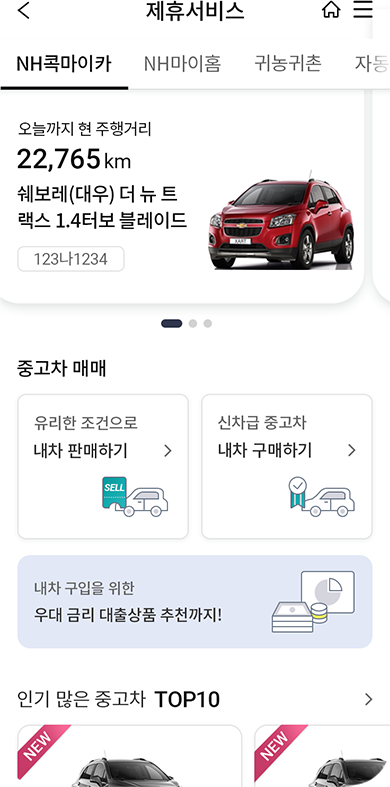 제휴서비스
NH콕마이카 NH마이홈 귀농귀촌 자동
오늘까지 현 주행거리
22,765 km
쉐보레(대우) 더 뉴 트
랙스 1.4터보 블레이드
123나1234
중고차 매매
유리한 조건으로
내차 판매하기
SELL
신차급 중고차
내차 구매하기
내차 구입을 위한
우대 금리 대출상품 추천까지!
인기 많은 중고차 TOP10
NEW
NEW